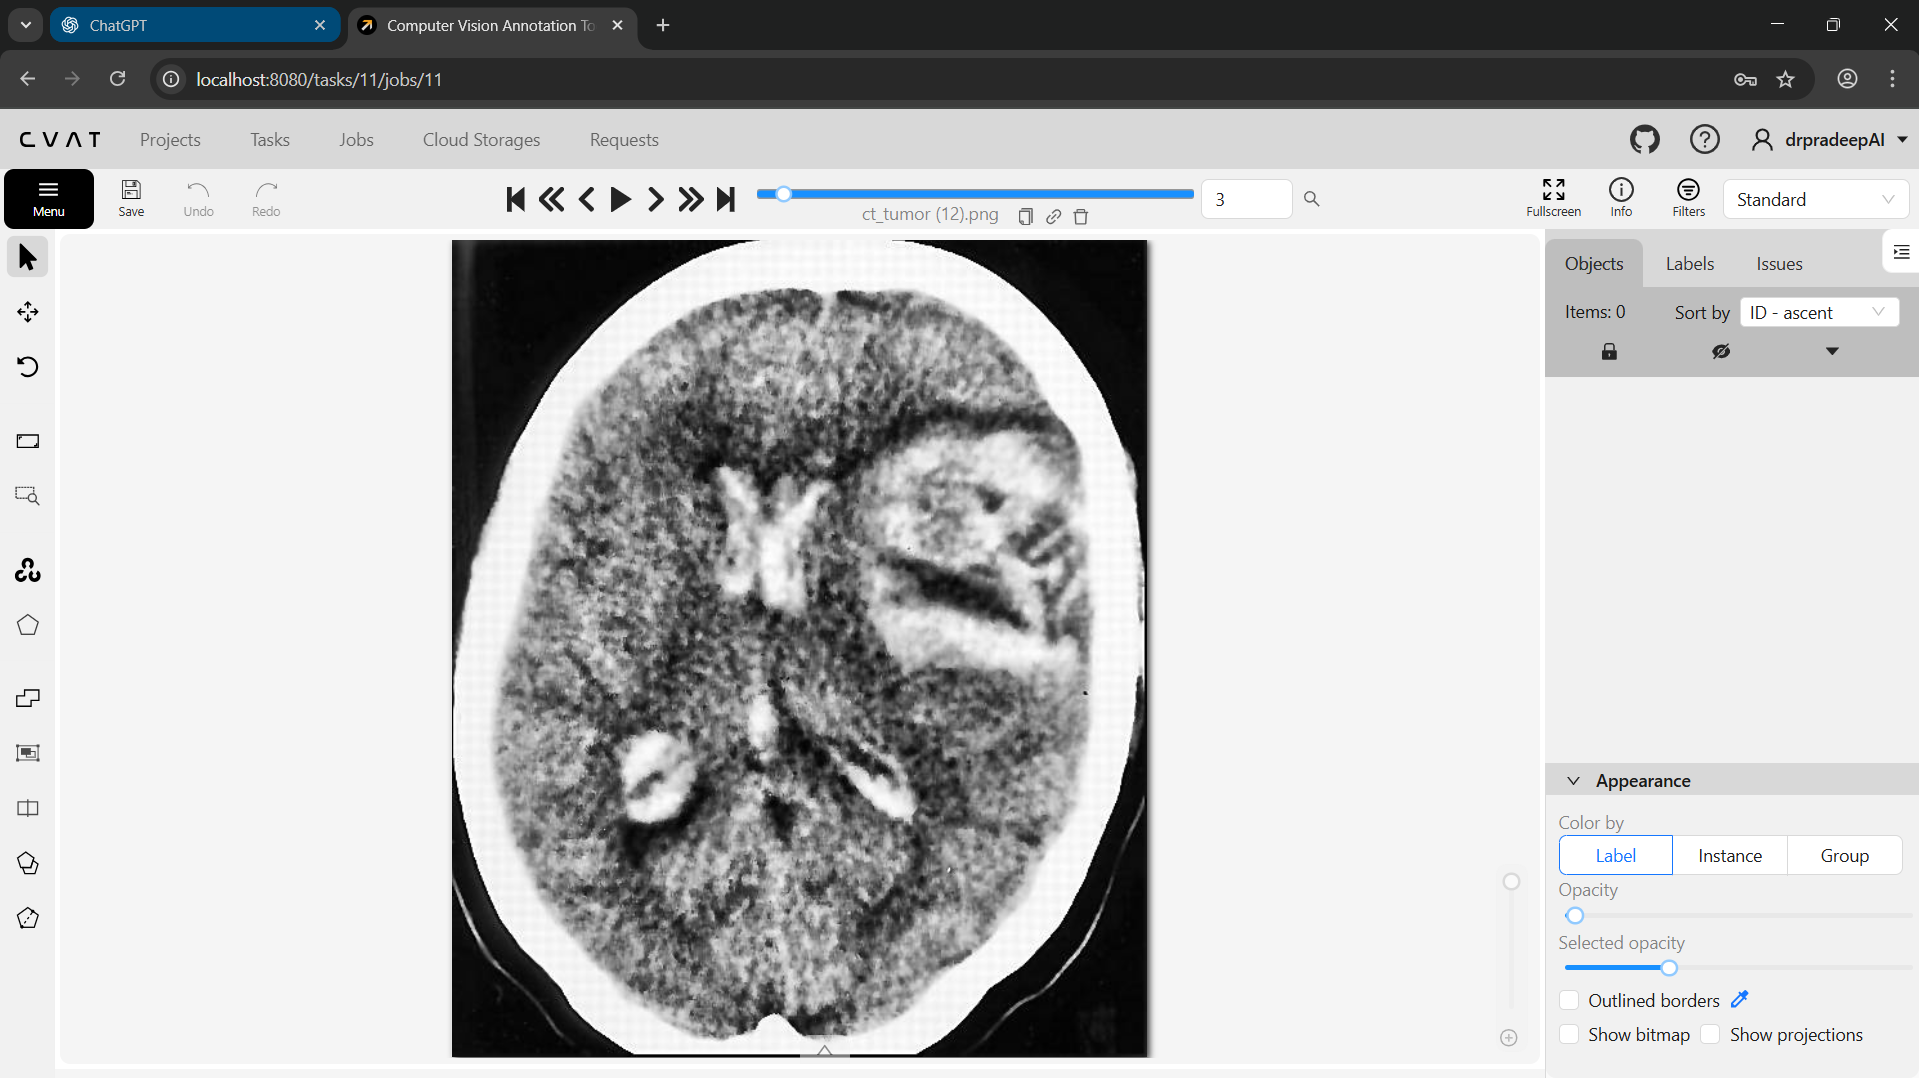 ChatGPT
Computer Vision Annotation To
localhost:8080/tasks/11/jobs/11
CVAT Projects Tasks Jobs Cloud Storages Requests drpradeepAI
Menu Save Undo Redo 3 Fullscreen Info Filters Standard
ct_tumor (12).png
Objects Labels Issues
Items: 0 Sort by ID - ascent
Appearance
Color by
Label Instance Group
Opacity
Selected opacity
Outlined borders
Show bitmap Show projections